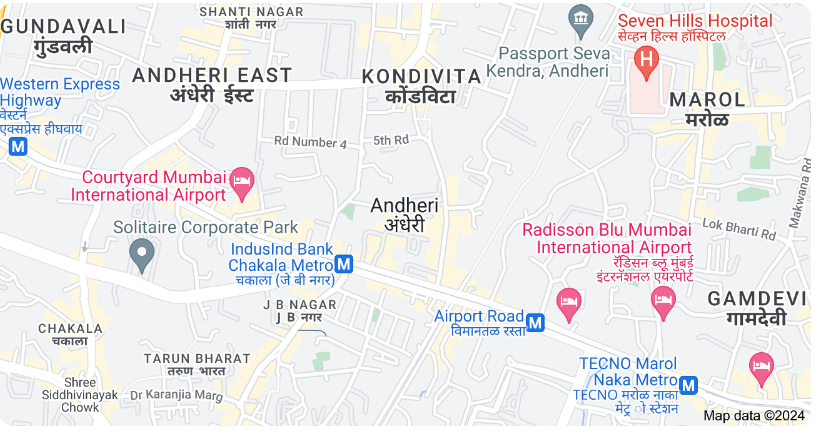 GUNDAVALI
गुंडवली
SHANTI NAGAR
शांती नगर
Seven Hills Hospital
सेव्हन हिल्स हॉस्पिटल
Passport Seva
Kendra, Andheri
ANDHERI EAST
अंधेरी ईस्ट
KONDIVITA
कोंडविटा
Western Express
Highway
वेस्टर्न
एक्सप्रेस हीघवाय
MAROL
मरोळ
Rd Number 4
5th Rd
Courtyard Mumbai
International Airport
Makwana Rd
Andheri
अंधेरी
Solitaire Corporate Park
Lok Bharti Rd
Radisson Blu Mumbai
International Airport
रॅडिसन ब्लू मुंबई
इंटरनॅशनल एयरपोर्ट
IndusInd Bank
Chakala Metro
चकाला (जे बी नगर)
J B NAGAR
J B नगर
GAMDEVI
गामदेवी
Airport Road
विमानतळ रस्ता
CHAKALA
चकाला
TARUN BHARAT
तरुण भारत
TECNO Marol
Naka Metro
TECNO मरोळ नाका
मेट्र ो स्टेशन
Shree
Siddhivinayak
Chowk
Dr Karanjia Marg
Map data ©2024